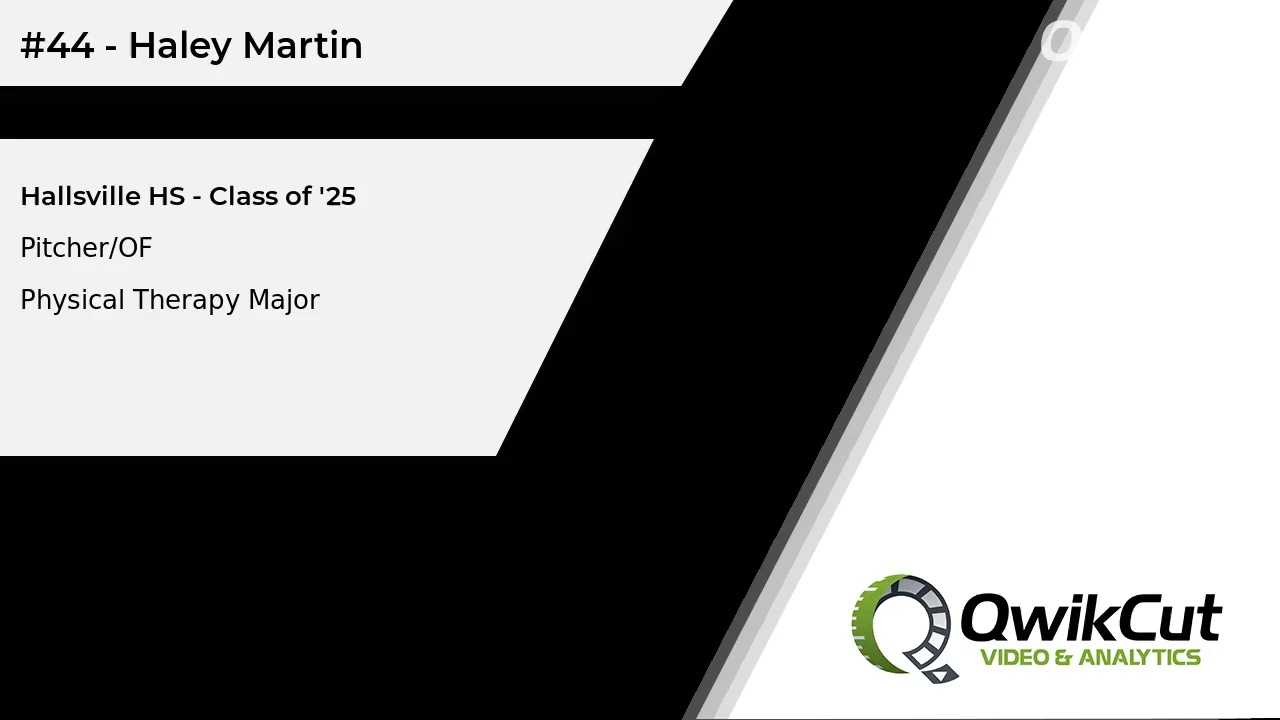 #44 - Haley Martin
Hallsville HS - Class of '25
Pitcher/OF
Physical Therapy Major
QwikCut
VIDEO & ANALYTICS